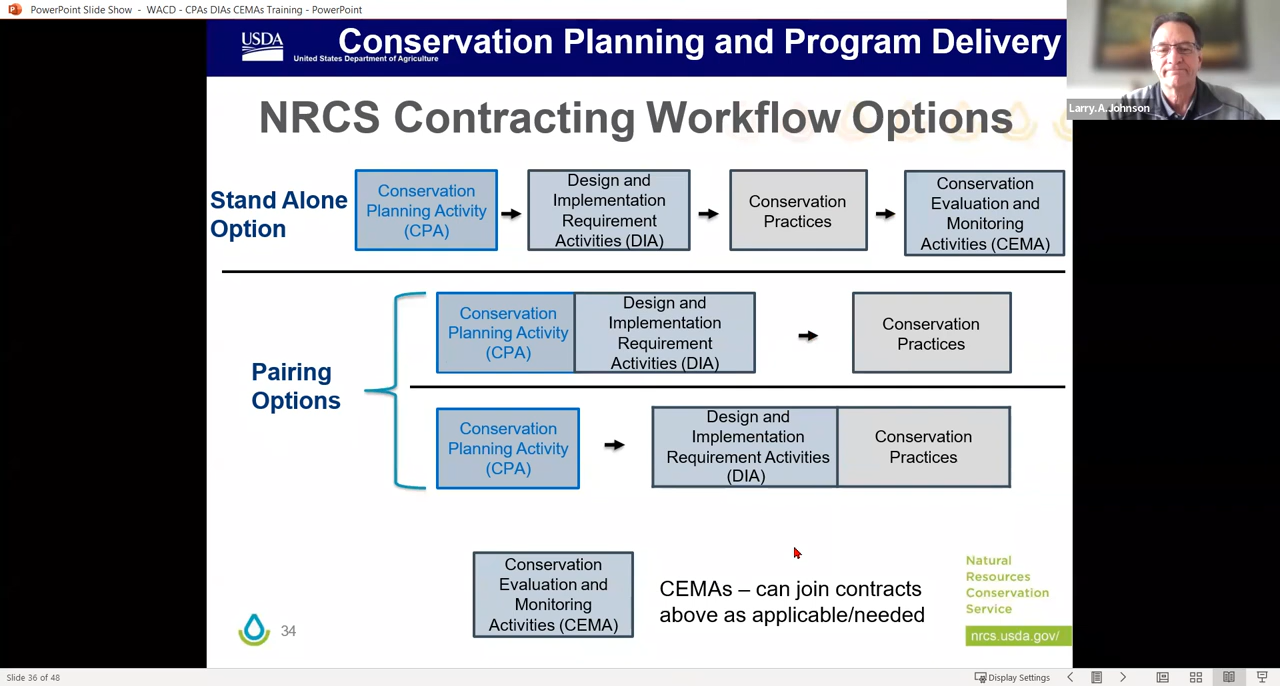 PowerPoint Slide Show - WACD - CPAs DIAs CEMAs Training - PowerPoint
USDA
United States Department of Agriculture
Conservation Planning and Program Delivery
Larry.A.Johnson
NRCS Contracting Workflow Options
Stand Alone
Option
Conservation
Planning Activity
(CPA)
Design and
Implementation
Requirement
Activities (DIA)
Conservation
Practices
Conservation
Evaluation and
Monitoring
Activities (CEMA)
Pairing
Options
Conservation
Planning Activity
(CPA)
Design and
Implementation
Requirement
Activities (DIA)
Conservation
Practices
Conservation
Planning Activity
(CPA)
Design and
Implementation
Requirement Activities
(DIA)
Conservation
Practices
Conservation
Evaluation and
Monitoring
Activities (CEMA)
CEMAs – can join contracts
above as applicable/needed
Natural
Resources
Conservation
Service
nrcs.usda.gov/
34
Slide 36 of 48
Display Settings